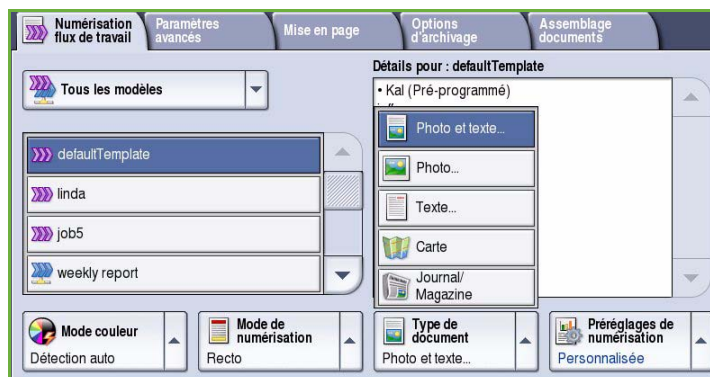 Numérisation
flux de travail
Paramètres
avancés
Mise en page
Options
d'archivage
Assemblage
documents
Tous les modèles
Détails pour : defaultTemplate
• Kal (Pré-programmé)
defaultTemplate
linda
job5
weekly report
Photo et texte...
Photo...
Texte...
Carte
Journal/
Magazine
Mode couleur
Détection auto
Mode de
numérisation
Recto
Type de
document
Photo et texte...
Préréglages de
numérisation
Personnalisée